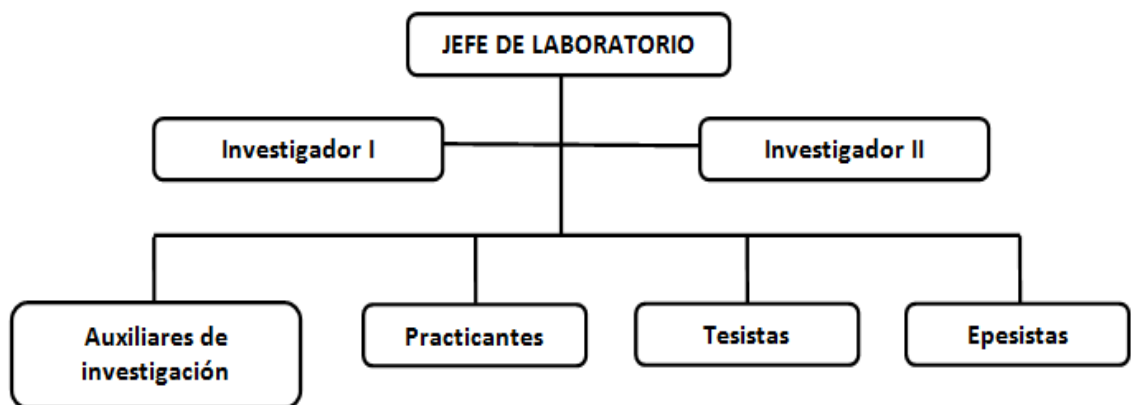 JEFE DE LABORATORIO
Investigador I
Investigador II
Auxiliares de
investigación
Practicantes
Tesistas
Epesistas